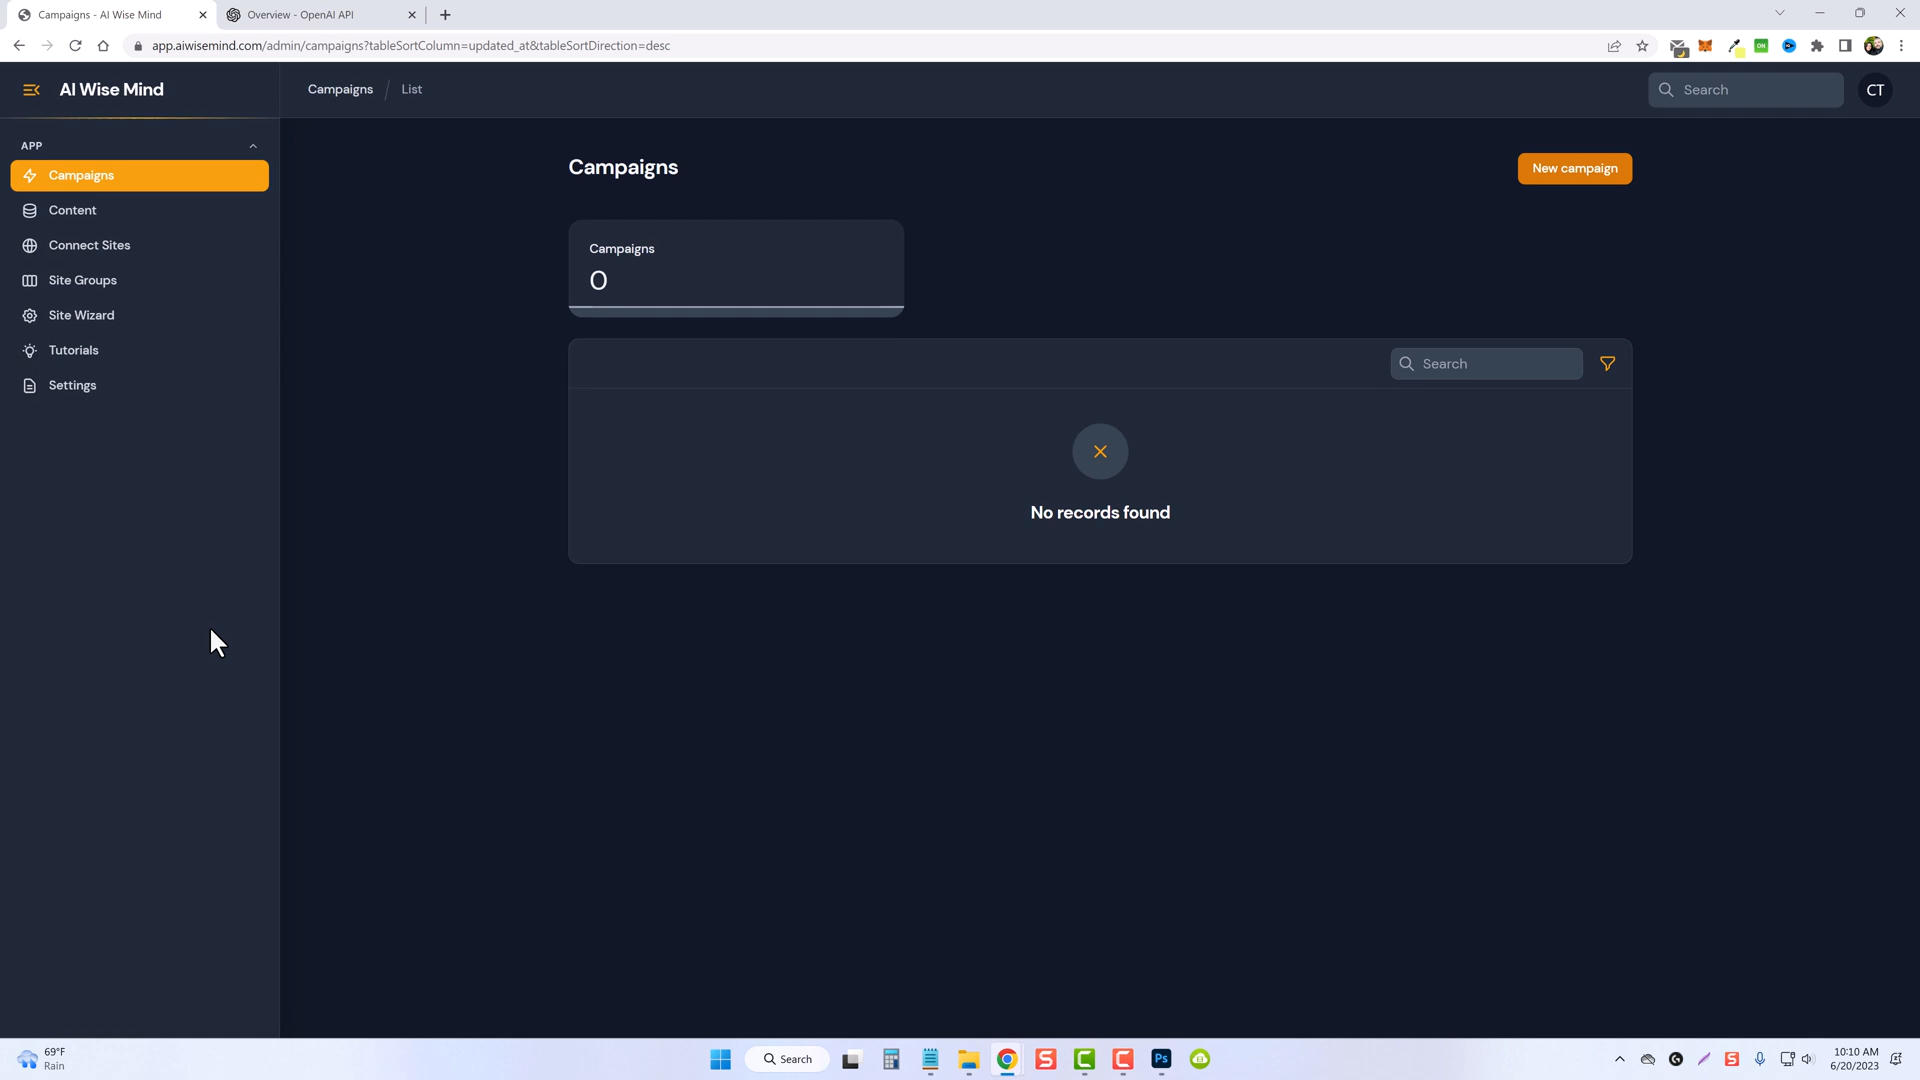 Campaigns - AI Wise Mind
Overview - OpenAI API
app.aiwisemind.com/admin/campaigns?tableSortColumn=updated_at&tableSortDirection=desc
AI Wise Mind
Campaigns / List
Search
CT
APP
Campaigns
Content
Connect Sites
Site Groups
Site Wizard
Tutorials
Settings
Campaigns
New campaign
Campaigns
0
Search
No records found
69°F
Rain
Search
Ps
10:10 AM
6/20/2023